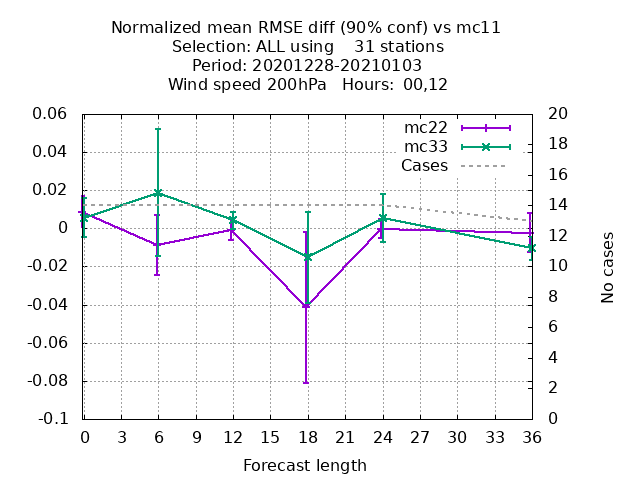 Normalized mean RMSE diff (90% conf) vs mc11
Selection: ALL using    31 stations
Period: 20201228-20210103
Wind speed 200hPa   Hours:  00,12
mc22
mc33
Cases
0.06
0.04
0.02
0
-0.02
-0.04
-0.06
-0.08
-0.1
20
18
16
14
12
10
8
6
4
2
0
No cases
0 3 6 9 12 15 18 21 24 27 30 33 36
Forecast length